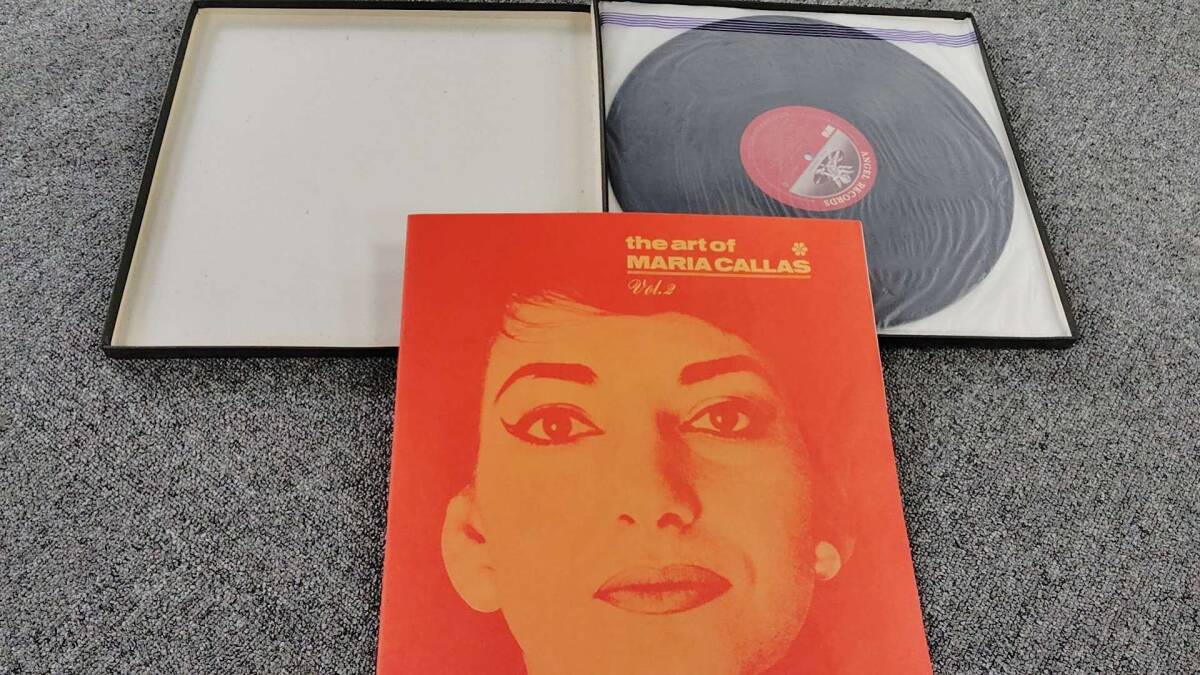 the art of
MARIA CALLAS
Vol.2
ANGEL RECORDS